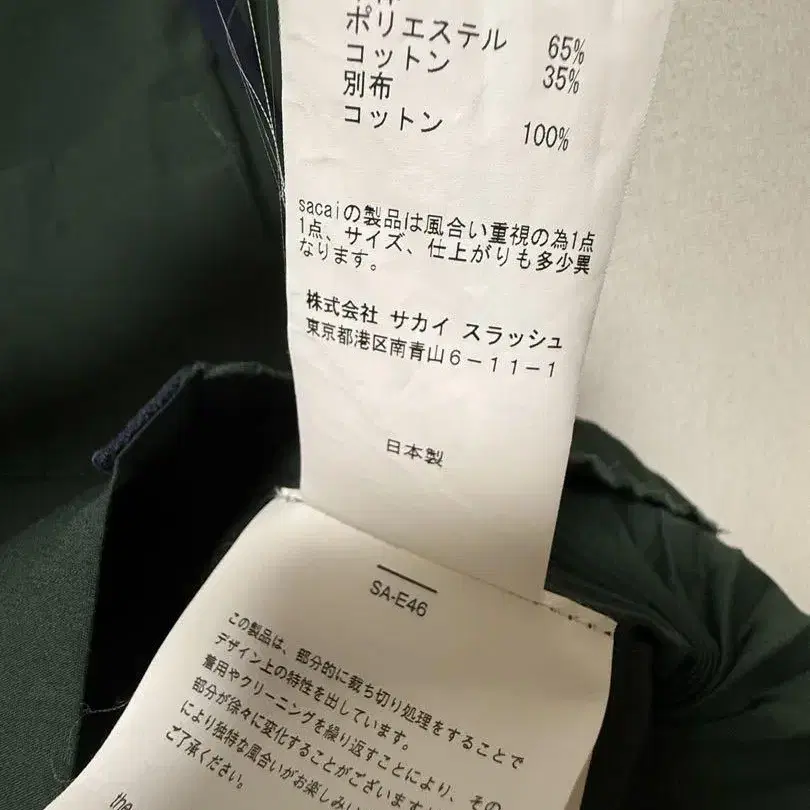 ポリエステル 65%
コットン 35%
別布
コットン 100%
sacaiの製品は風合い重視の為1点
1点、サイズ、仕上がりも多少異
なります。
株式会社 サカイ スラッシュ
東京都港区南青山6-11-1
日本製
SA-E46
この製品は、部分的に裁ち切り処理をすることで
デザイン上の特性を出しています。
着用やクリーニングを繰り返すことにより、その
部分が徐々に変化することがございますが
により独特な風合いがお楽しみい
ご了承ください。
the